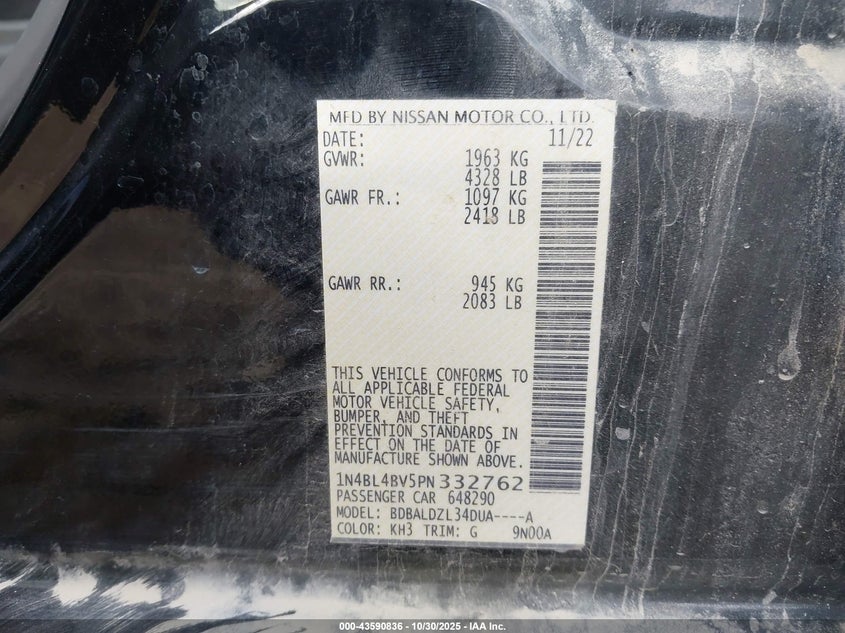 MFD BY NISSAN MOTOR CO., LTD.
DATE: 11/22
GVWR: 1963 KG
4328 LB
GAWR FR.: 1097 KG
2418 LB
GAWR RR.: 945 KG
2083 LB
THIS VEHICLE CONFORMS TO
ALL APPLICABLE FEDERAL
MOTOR VEHICLE SAFETY,
BUMPER, AND THEFT
PREVENTION STANDARDS IN
EFFECT ON THE DATE OF
MANUFACTURE SHOWN ABOVE.
1N4BL4BV5PN332762
PASSENGER CAR 648290
MODEL: BDBALDZL34DUA----A
COLOR: KH3 TRIM: G 9N00A
000-43590836 - 10/30/2025 - IAA Inc.